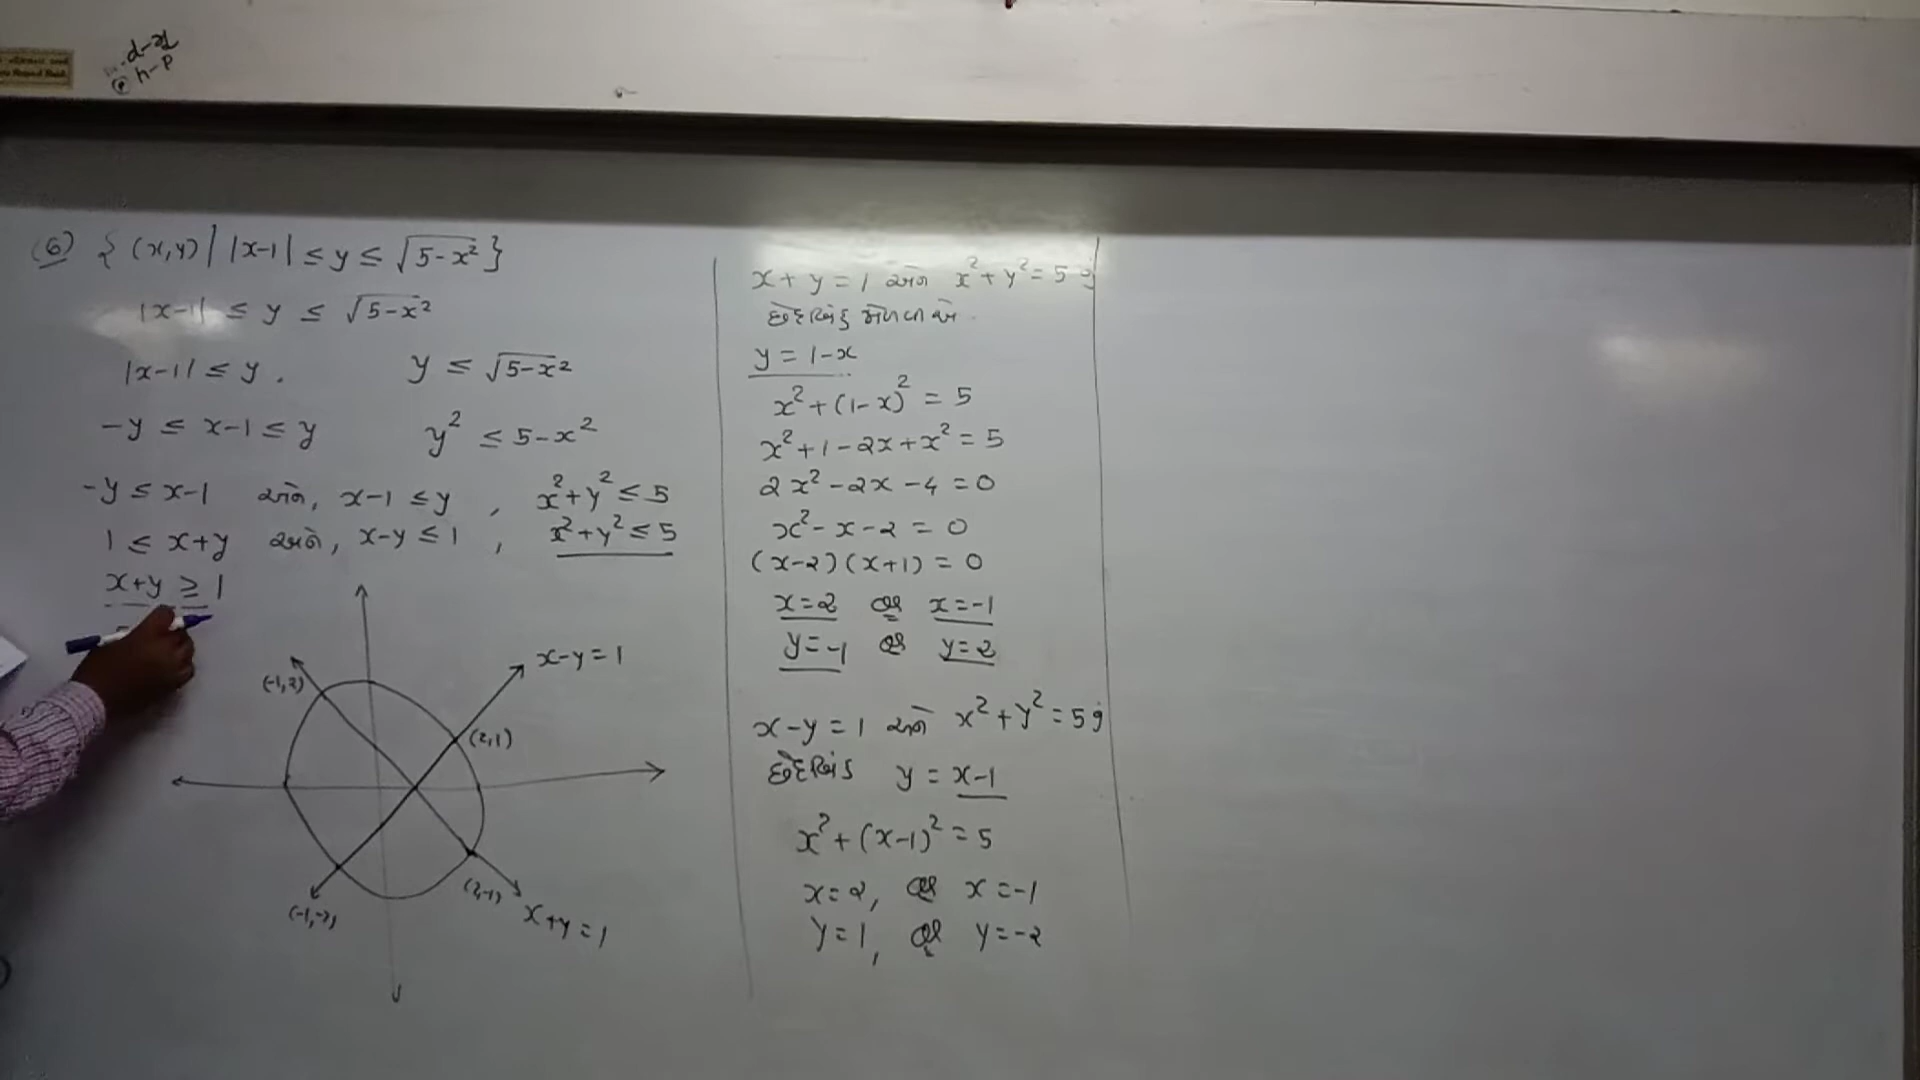 d-
n-p
(6) { (x,y) | |x-1| ≤ y ≤ √5-x² }
|x-1| ≤ y ≤ √5-x²
|x-1| ≤ y . y ≤ √5-x²
-y ≤ x-1 ≤ y y² ≤ 5-x²
-y ≤ x-1 અને, x-1 ≤ y , x²+y² ≤ 5
1 ≤ x+y અને, x-y ≤ 1 , x²+y² ≤ 5
x+y ≥ 1
x-y=1
(-1,2)
(2,1)
(2,-1)
x+y=1
x+y=1 અને x²+y²=5 નું
છેદબિંદુ મેળવીએ.
y = 1-x
x²+(1-x)² = 5
x²+1-2x+x² = 5
2x²-2x-4 = 0
x²-x-2 = 0
(x-2)(x+1) = 0
x=2 OR x=-1
y=-1 OR y=2
x-y=1 અને x²+y²=5 નું
છેદબિંદુ y = x-1
x²+(x-1)² = 5
x=2, OR x=-1
y=1, OR y=-2